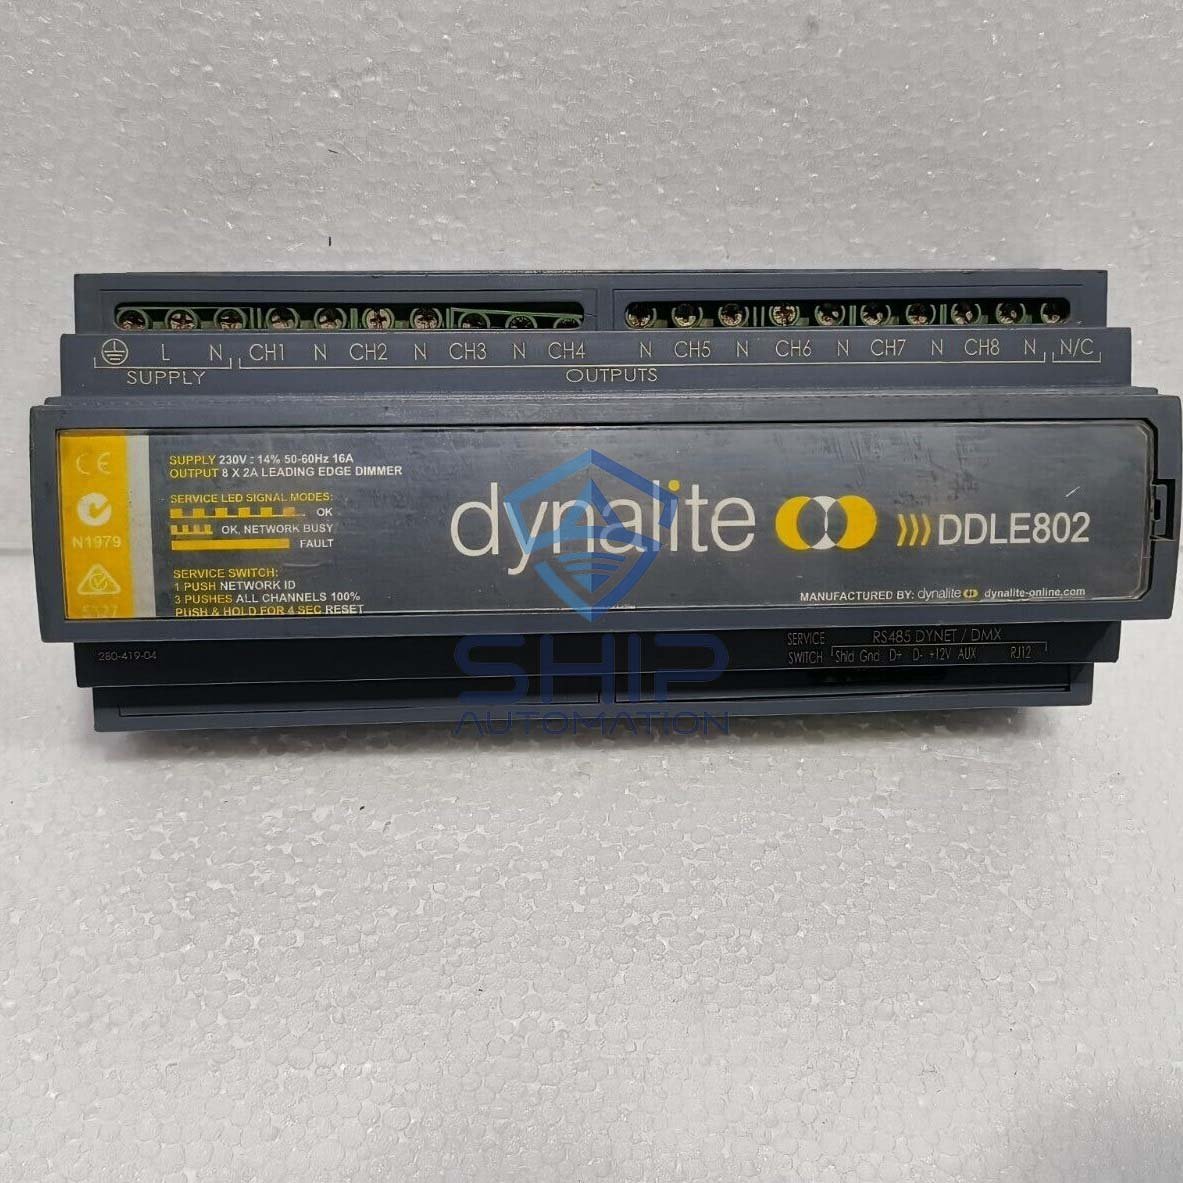 L N CH1 N CH2 N CH3 N CH4 N CH5 N CH6 N CH7 N CH8 N N/C
SUPPLY OUTPUTS
CE
N1979
SUPPLY 230V ± 14% 50-60Hz 16A
OUTPUT 8 X 2A LEADING EDGE DIMMER
SERVICE LED SIGNAL MODES:
OK
OK, NETWORK BUSY
FAULT
SERVICE SWITCH:
1 PUSH NETWORK ID
3 PUSHES ALL CHANNELS 100%
PUSH & HOLD FOR 4 SEC RESET
dynalite )))DDLE802
MANUFACTURED BY: dynalite dynalite-online.com
280-419-04
SERVICE SWITCH
RS485 DYNET / DMX
Shld Gnd D+ D- +12V AUX RJ12
SHIP
AUTOMATION